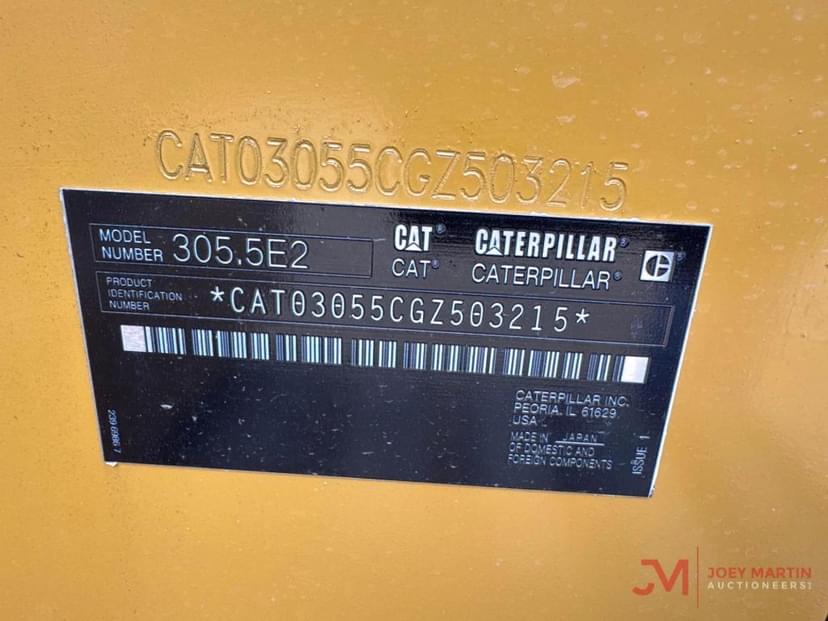 CAT03055CGZ503215
MODEL NUMBER 305.5E2
CAT® CATERPILLAR®
CAT® CATERPILLAR®
PRODUCT IDENTIFICATION NUMBER *CAT03055CGZ503215*
CATERPILLAR INC.
PEORIA, IL 61629
USA
MADE IN JAPAN
OF DOMESTIC AND
FOREIGN COMPONENTS
ISSUE 1
JM JOEY MARTIN
AUCTIONEERS